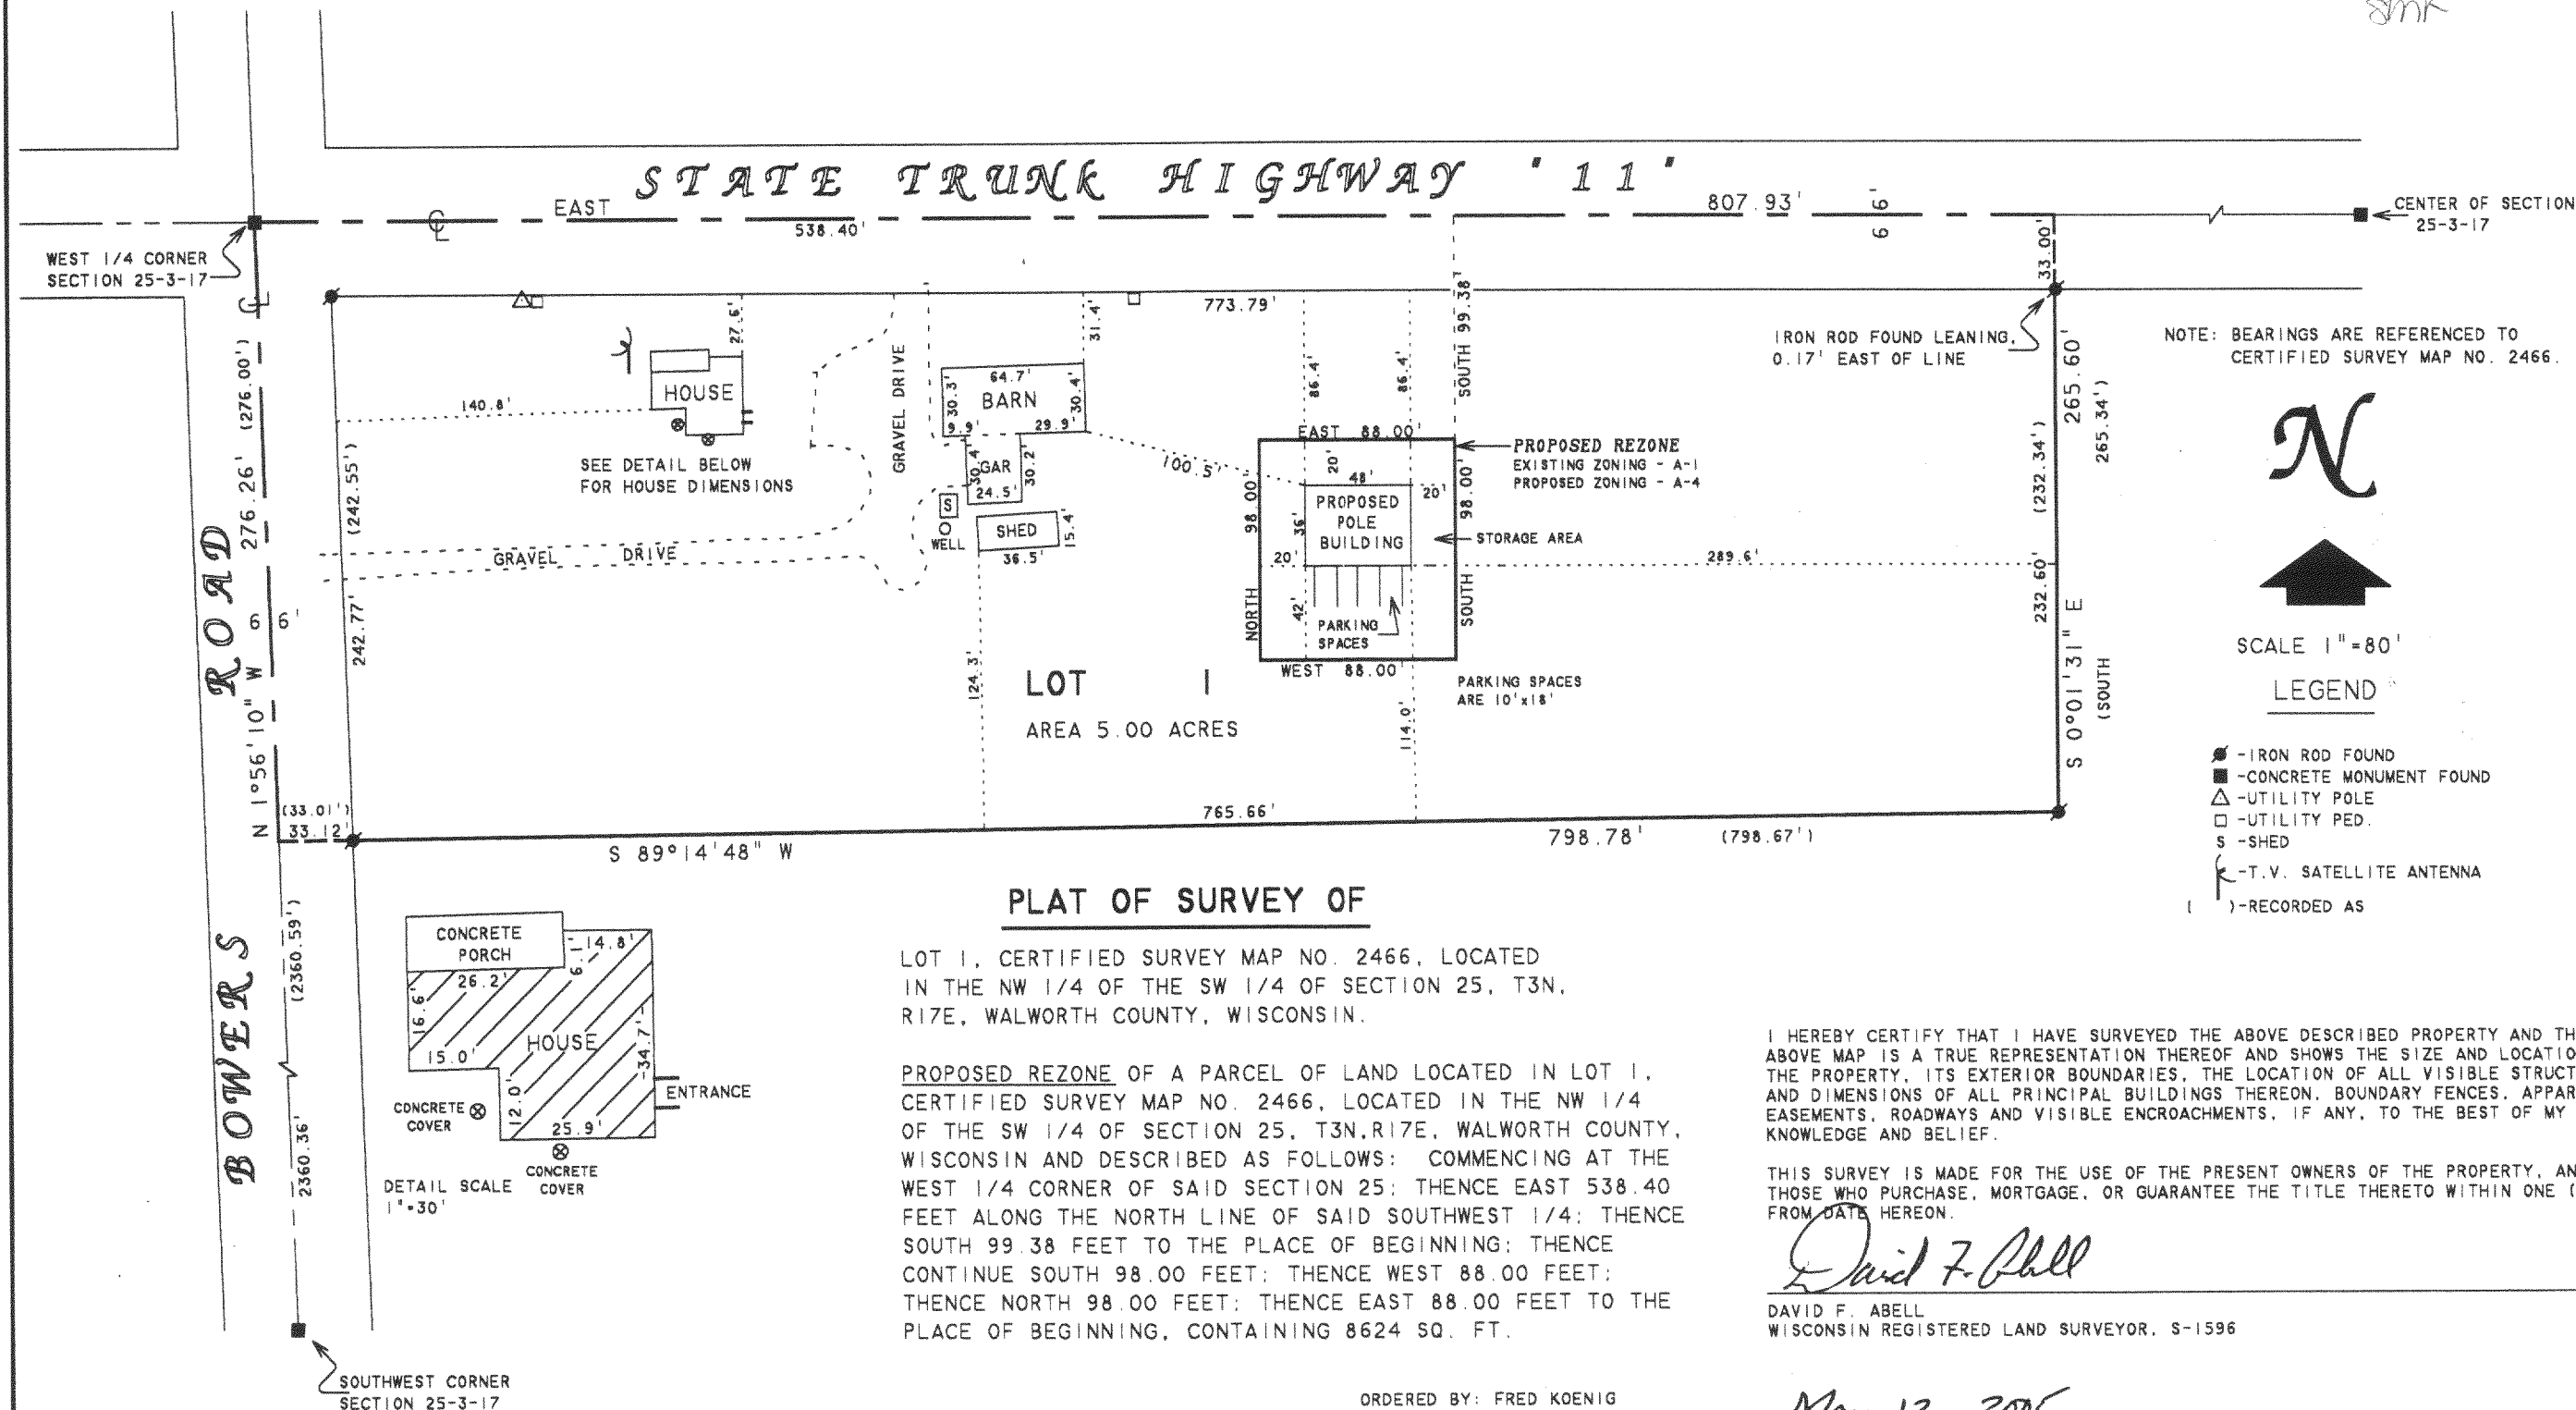 SMK
STATE TRUNK HIGHWAY "11"
EAST
807.93'
66'
538.40'
CENTER OF SECTION
25-3-17
WEST 1/4 CORNER
SECTION 25-3-17
33.00'
773.79'
27.6'
31.4'
86.4'
86.4'
SOUTH 99.38'
IRON ROD FOUND LEANING,
0.17' EAST OF LINE
NOTE: BEARINGS ARE REFERENCED TO
CERTIFIED SURVEY MAP NO. 2466.
N
SCALE 1"=80'
LEGEND
-IRON ROD FOUND
-CONCRETE MONUMENT FOUND
-UTILITY POLE
-UTILITY PED.
S -SHED
-T.V. SATELLITE ANTENNA
( )-RECORDED AS
HOUSE
140.8'
SEE DETAIL BELOW
FOR HOUSE DIMENSIONS
GRAVEL DRIVE
GRAVEL DRIVE
64.7'
30.3'
BARN
30.4'
9.9'
29.9'
30.4'
GAR
30.2'
24.5'
S
WELL
SHED
15.4'
36.5'
100.5'
EAST 88.00'
PROPOSED REZONE
EXISTING ZONING - A-1
PROPOSED ZONING - A-4
20'
48'
20'
NORTH 98.00'
SOUTH 98.00'
PROPOSED
POLE
BUILDING
36'
STORAGE AREA
20'
289.6'
42'
PARKING
SPACES
WEST 88.00'
PARKING SPACES
ARE 10'x18'
124.3'
114.0'
LOT 1
AREA 5.00 ACRES
265.60'
265.34')
(232.34')
232.60'
S 0°01'31" E
(SOUTH
BOWERS ROAD
(276.00')
276.26'
66'
N 1°56'10" W
(242.55')
242.77'
(33.01')
33.12'
765.66'
S 89°14'48" W
798.78'
(798.67')
(2360.59')
2360.36'
SOUTHWEST CORNER
SECTION 25-3-17
CONCRETE
PORCH
14.8'
6.1'
26.2'
16.6'
HOUSE
34.7'
15.0'
12.0'
25.9'
ENTRANCE
CONCRETE
COVER
CONCRETE
COVER
DETAIL SCALE
1"=30'
PLAT OF SURVEY OF
LOT 1, CERTIFIED SURVEY MAP NO. 2466, LOCATED
IN THE NW 1/4 OF THE SW 1/4 OF SECTION 25, T3N,
R17E, WALWORTH COUNTY, WISCONSIN.
PROPOSED REZONE OF A PARCEL OF LAND LOCATED IN LOT 1,
CERTIFIED SURVEY MAP NO. 2466, LOCATED IN THE NW 1/4
OF THE SW 1/4 OF SECTION 25, T3N,R17E, WALWORTH COUNTY,
WISCONSIN AND DESCRIBED AS FOLLOWS: COMMENCING AT THE
WEST 1/4 CORNER OF SAID SECTION 25; THENCE EAST 538.40
FEET ALONG THE NORTH LINE OF SAID SOUTHWEST 1/4; THENCE
SOUTH 99.38 FEET TO THE PLACE OF BEGINNING; THENCE
CONTINUE SOUTH 98.00 FEET; THENCE WEST 88.00 FEET;
THENCE NORTH 98.00 FEET; THENCE EAST 88.00 FEET TO THE
PLACE OF BEGINNING, CONTAINING 8624 SQ. FT.
ORDERED BY: FRED KOENIG
I HEREBY CERTIFY THAT I HAVE SURVEYED THE ABOVE DESCRIBED PROPERTY AND TH
ABOVE MAP IS A TRUE REPRESENTATION THEREOF AND SHOWS THE SIZE AND LOCATIO
THE PROPERTY, ITS EXTERIOR BOUNDARIES, THE LOCATION OF ALL VISIBLE STRUCT
AND DIMENSIONS OF ALL PRINCIPAL BUILDINGS THEREON, BOUNDARY FENCES, APPAR
EASEMENTS, ROADWAYS AND VISIBLE ENCROACHMENTS, IF ANY, TO THE BEST OF MY
KNOWLEDGE AND BELIEF.
THIS SURVEY IS MADE FOR THE USE OF THE PRESENT OWNERS OF THE PROPERTY, AN
THOSE WHO PURCHASE, MORTGAGE, OR GUARANTEE THE TITLE THERETO WITHIN ONE (
FROM DATE HEREON.
David F. Abell
DAVID F. ABELL
WISCONSIN REGISTERED LAND SURVEYOR, S-1596